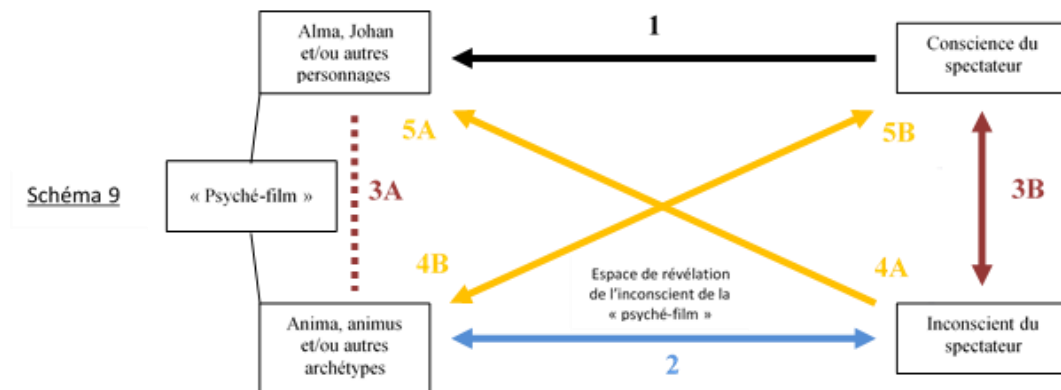 Alma, Johan
et/ou autres
personnages
1
Conscience du
spectateur
5A
5B
Schéma 9
« Psyché-film »
3A
3B
4B
Espace de révélation
de l'inconscient de la
« psyché-film »
4A
Anima, animus
et/ou autres
archétypes
2
Inconscient du
spectateur